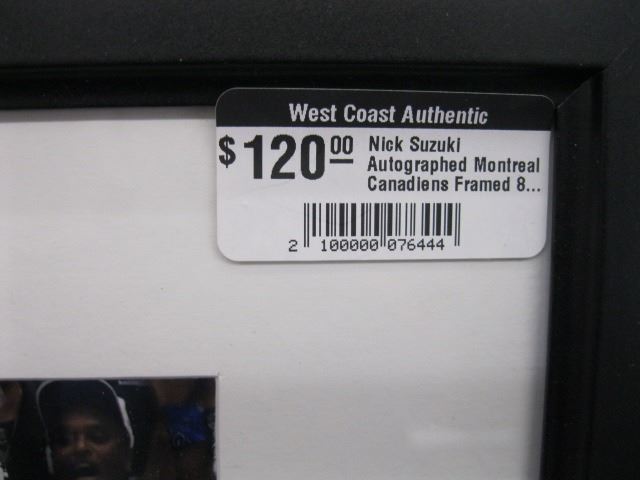 West Coast Authentic
$120.00 Nick Suzuki
Autographed Montreal
Canadiens Framed 8...
2 100000 076444